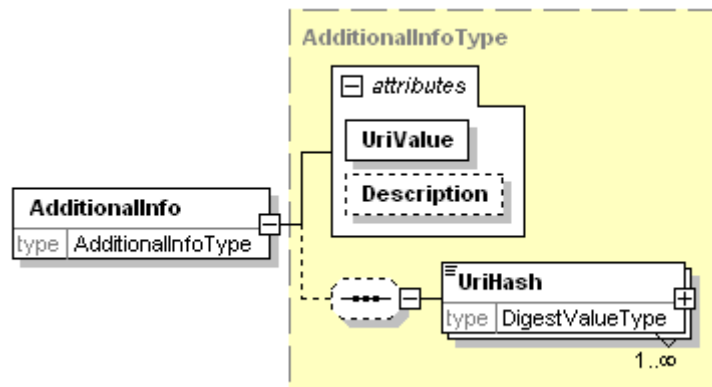 AdditionalInfoType
attributes
UriValue
Description
AdditionalInfo
type AdditionalInfoType
UriHash
type DigestValueType
1..∞